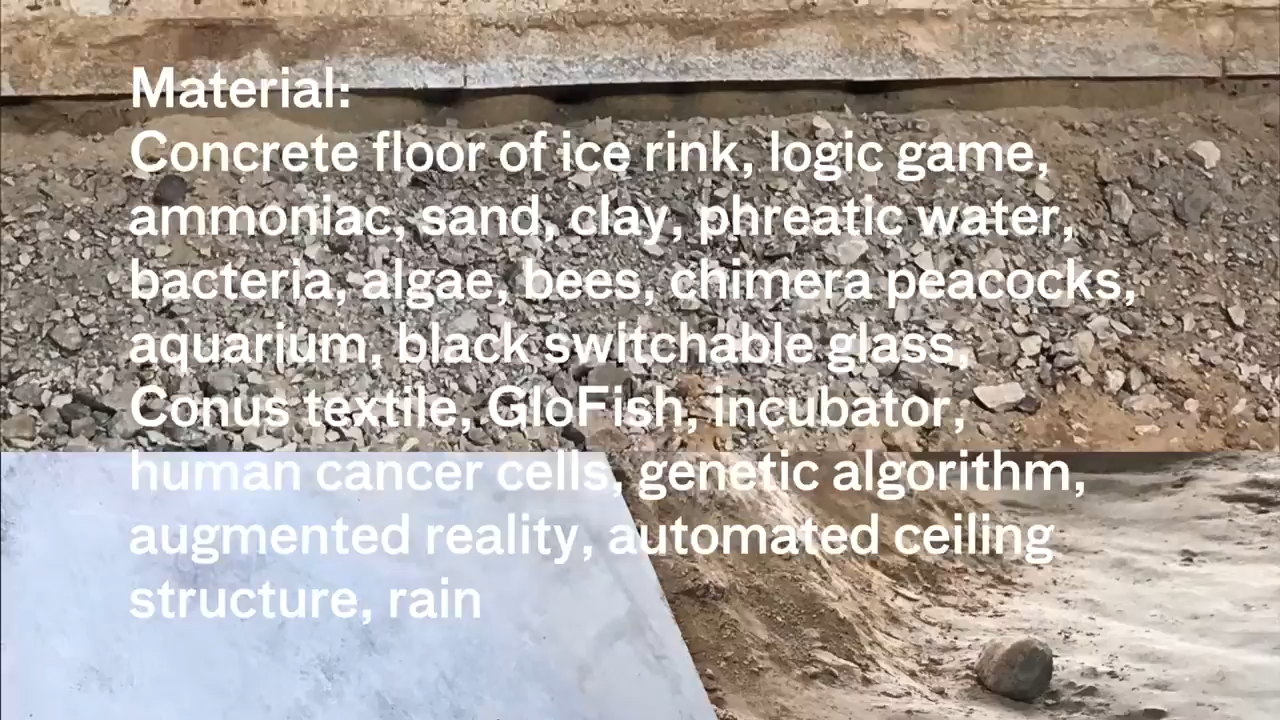 Material:
Concrete floor of ice rink, logic game,
ammoniac, sand, clay, phreatic water,
bacteria, algae, bees, chimera peacocks,
aquarium, black switchable glass,
Conus textile, GloFish, incubator,
human cancer cells, genetic algorithm,
augmented reality, automated ceiling
structure, rain